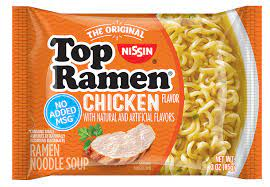 THE ORIGINAL
NISSIN
Top
Ramen
NO
ADDED
MSG*
CHICKEN FLAVOR
WITH NATURAL AND ARTIFICIAL FLAVORS
RAMEN
NOODLE SOUP
NET WT.